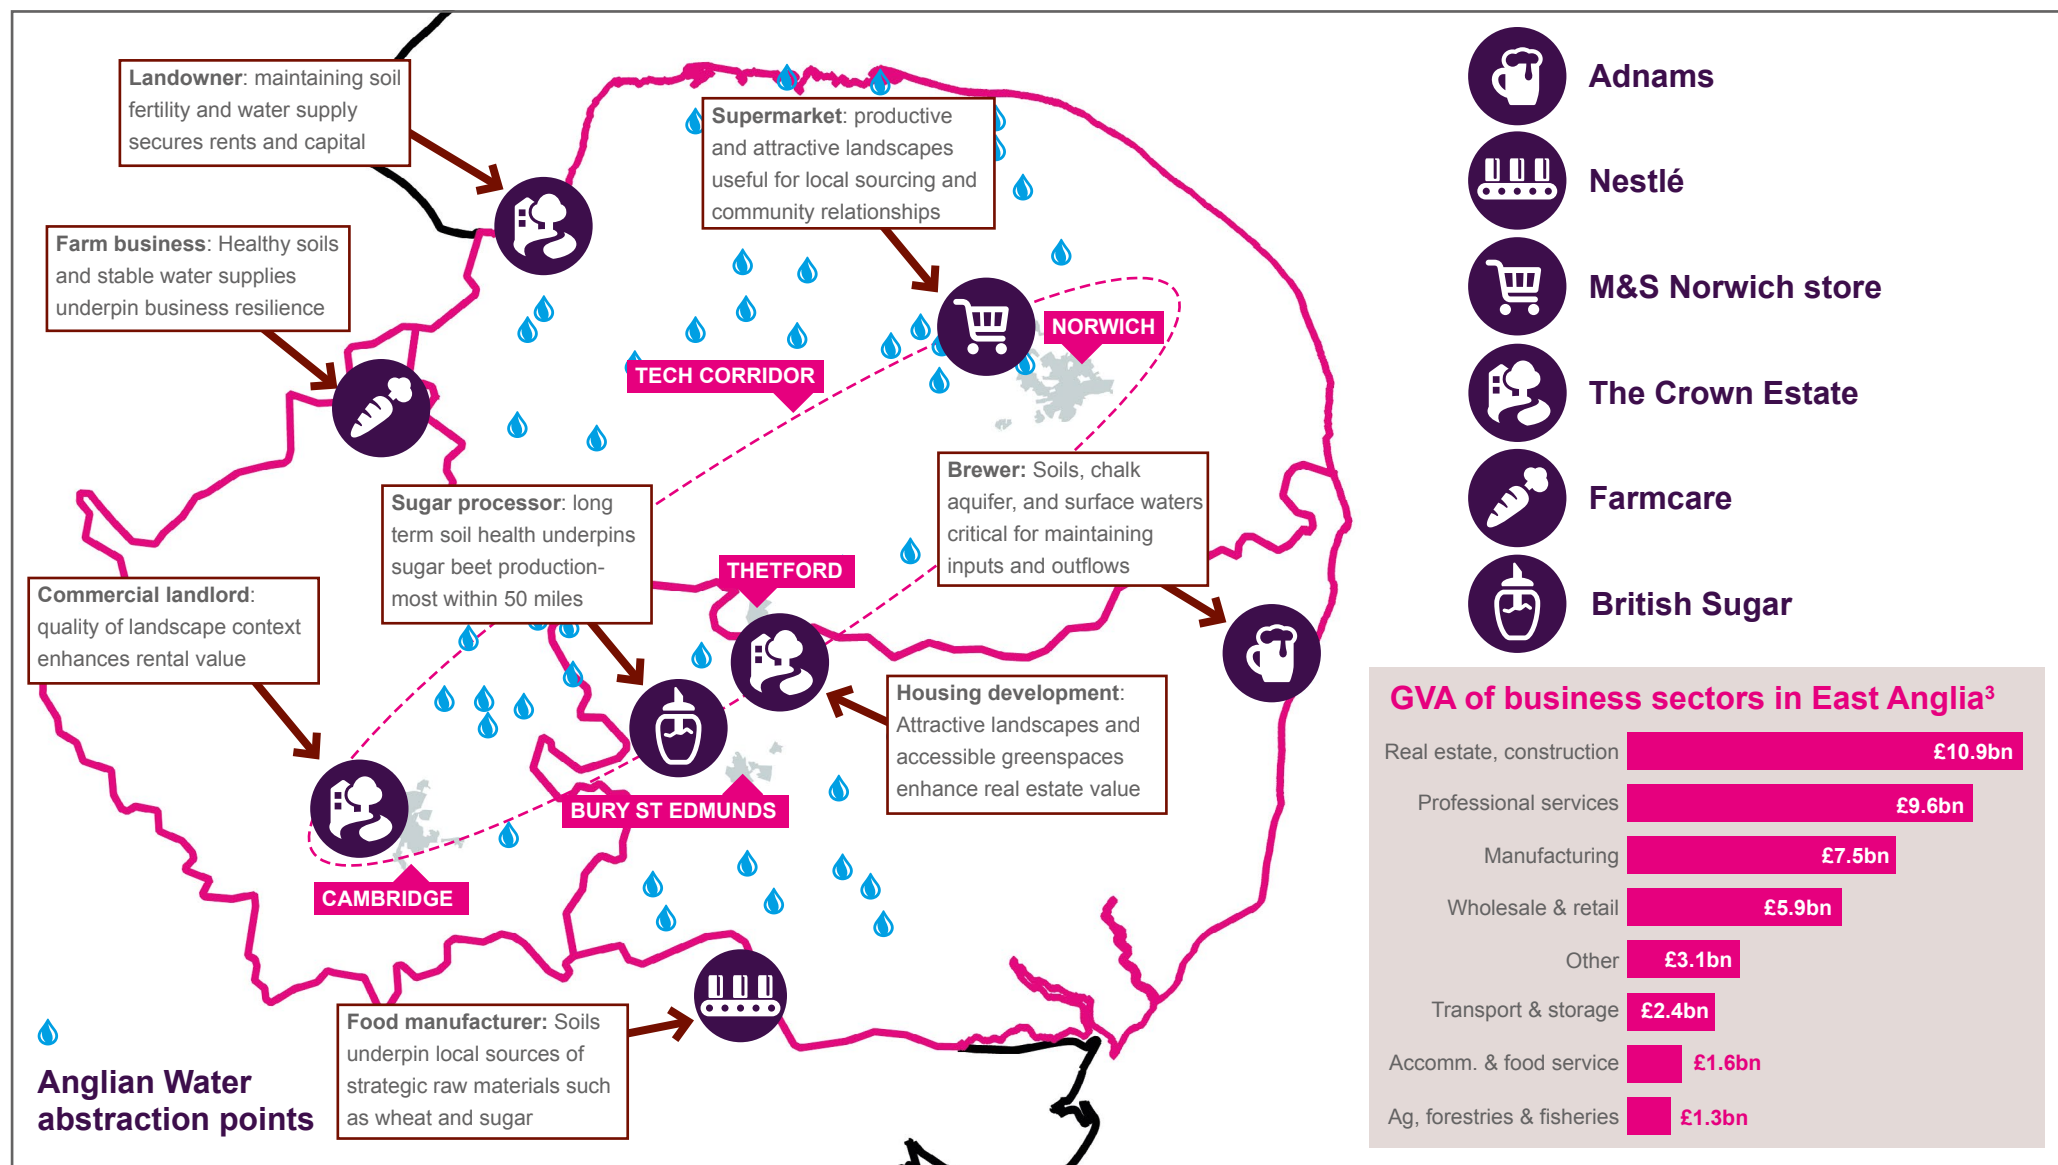 Landowner: maintaining soil
fertility and water supply
secures rents and capital
Supermarket: productive
and attractive landscapes
useful for local sourcing and
community relationships
Farm business: Healthy soils
and stable water supplies
underpin business resilience
NORWICH
TECH CORRIDOR
Brewer: Soils, chalk
aquifer, and surface waters
critical for maintaining
inputs and outflows
Sugar processor: long
term soil health underpins
sugar beet production-
most within 50 miles
THETFORD
Commercial landlord:
quality of landscape context
enhances rental value
Housing development:
Attractive landscapes and
accessible greenspaces
enhance real estate value
BURY ST EDMUNDS
CAMBRIDGE
Food manufacturer: Soils
underpin local sources of
strategic raw materials such
as wheat and sugar
Anglian Water
abstraction points
Adnams
Nestlé
M&S Norwich store
The Crown Estate
Farmcare
British Sugar
GVA of business sectors in East Anglia³
Real estate, construction £10.9bn
Professional services £9.6bn
Manufacturing £7.5bn
Wholesale & retail £5.9bn
Other £3.1bn
Transport & storage £2.4bn
Accomm. & food service £1.6bn
Ag, forestries & fisheries £1.3bn